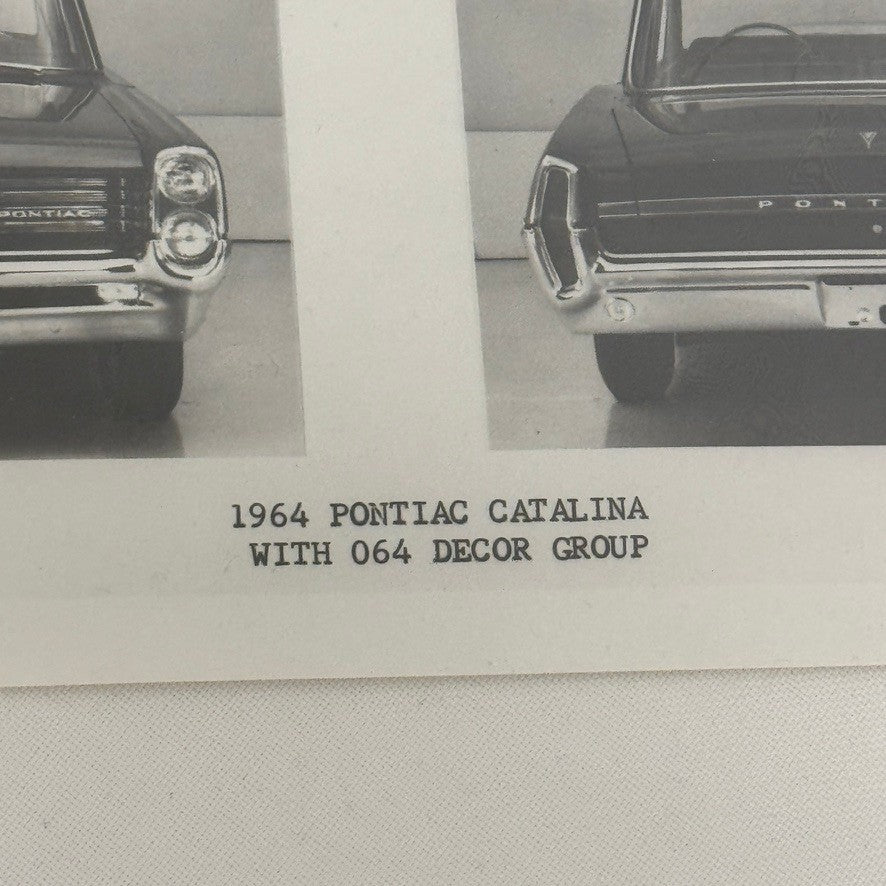 PONTIAC
PONT
1964 PONTIAC CATALINA
WITH 064 DECOR GROUP